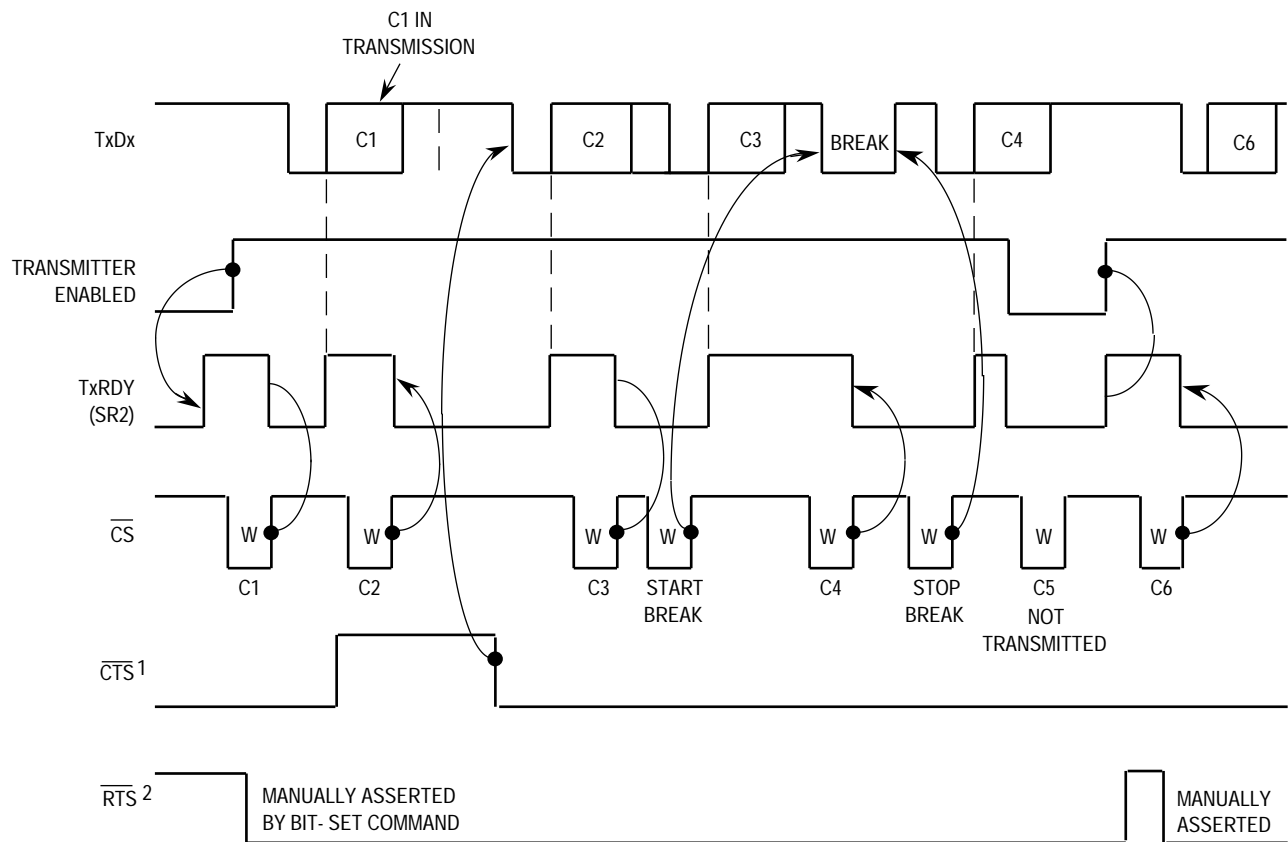 C1 IN
TRANSMISSION
TxDx
C1
C2
C3
BREAK
C4
C6
TRANSMITTER
ENABLED
TxRDY
(SR2)
CS
W
W
W
W
W
W
W
W
C1
C2
C3
START
BREAK
C4
STOP
BREAK
C5
NOT
TRANSMITTED
C6
CTS 1
RTS 2
MANUALLY ASSERTED
BY BIT- SET COMMAND
MANUALLY
ASSERTED